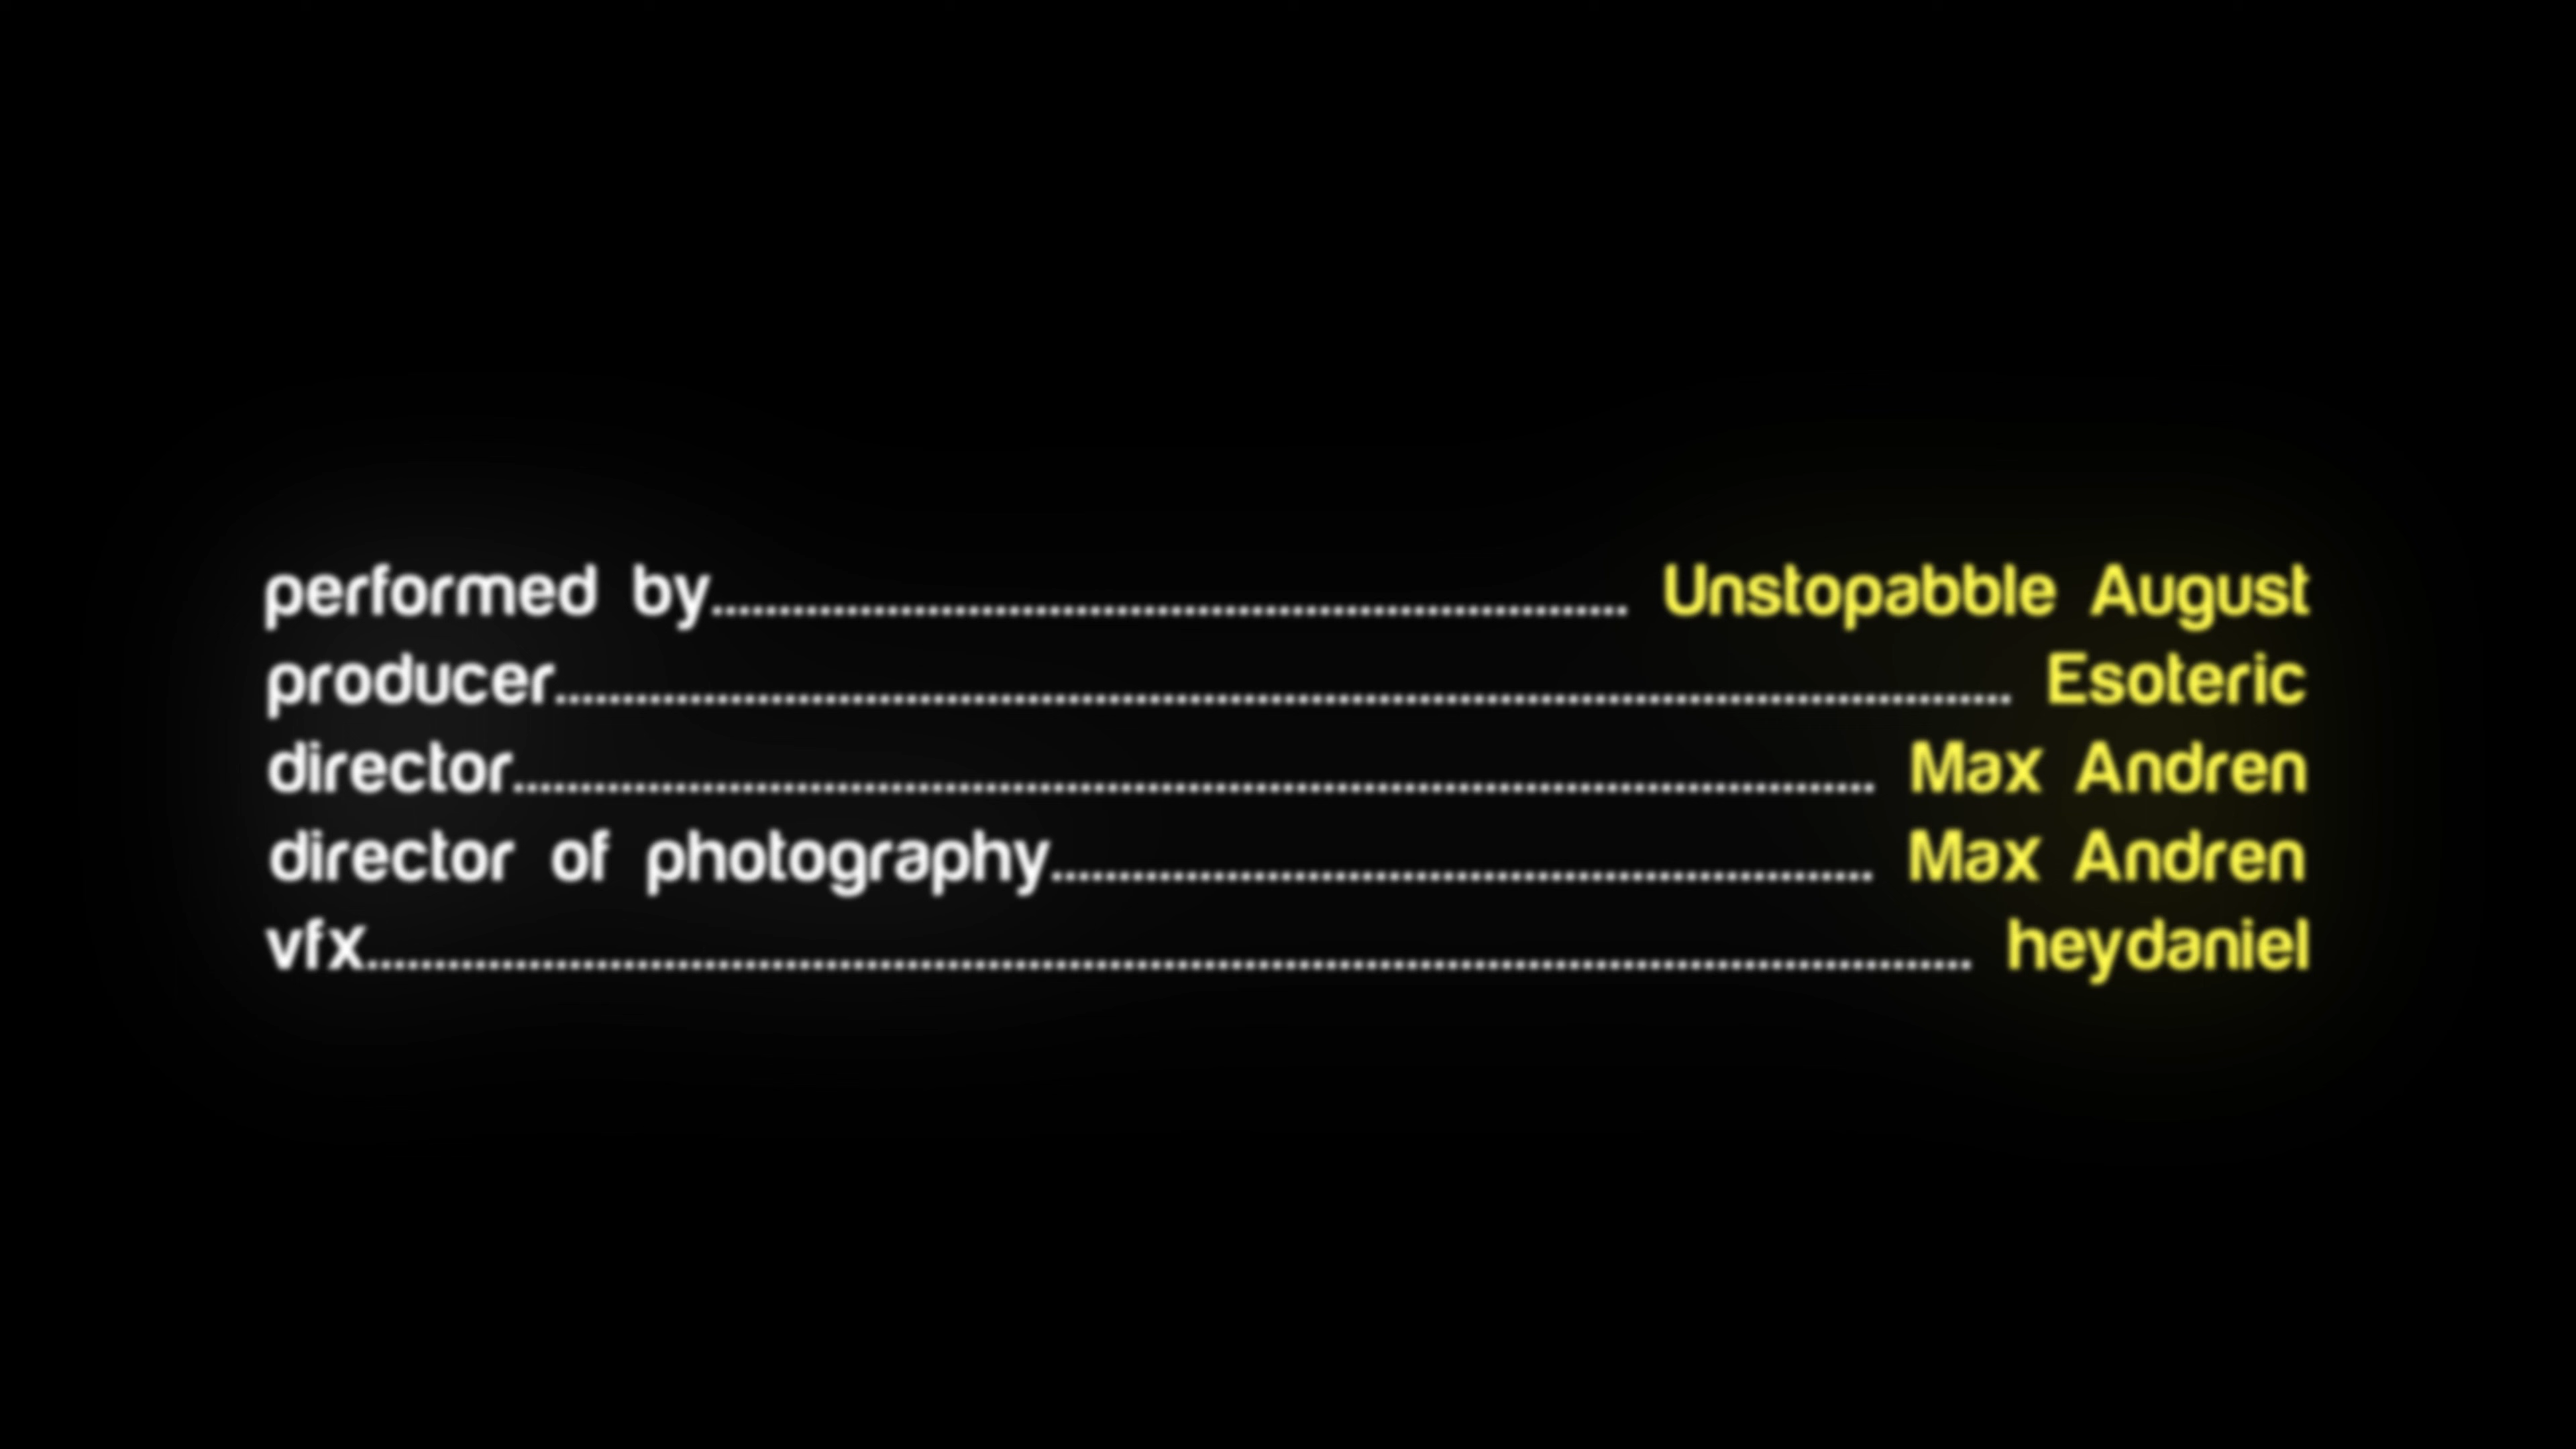 performed by.................................................................... Unstopabble August
producer............................................................................................................ Esoteric
director..................................................................................................... Max Andren
director of photography............................................................. Max Andren
vfx....................................................................................................................... heydaniel